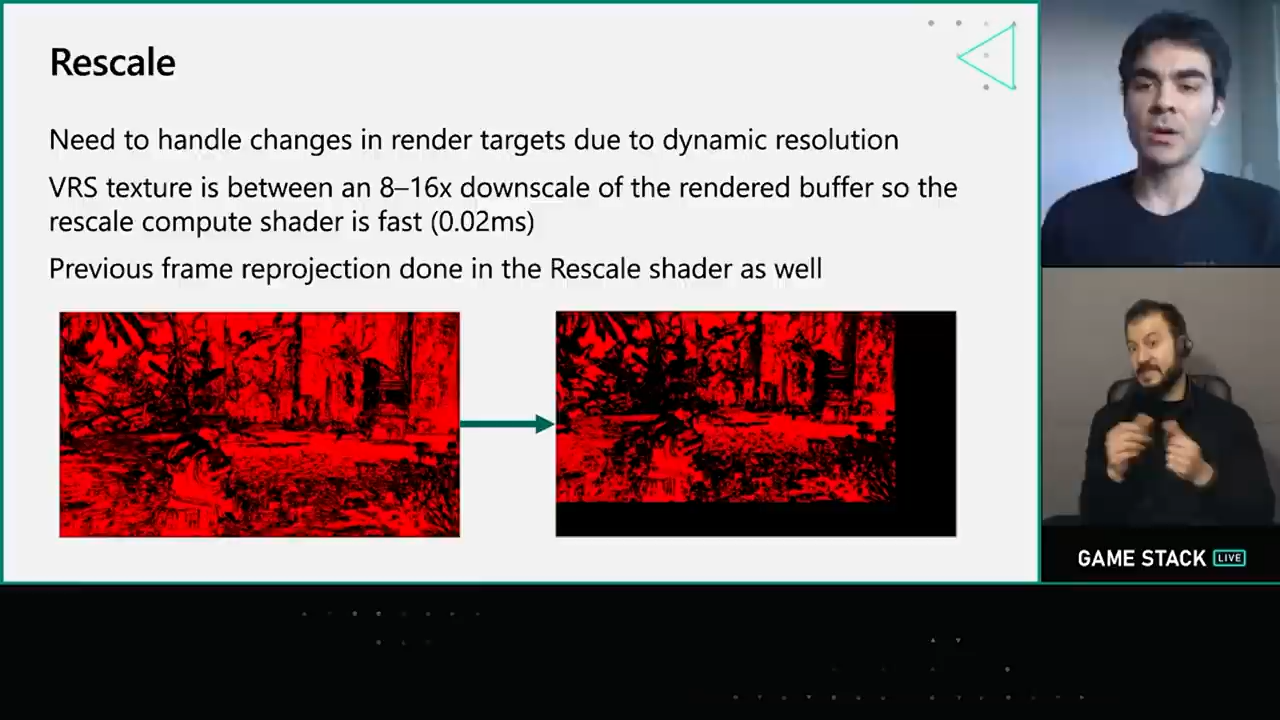 Rescale
Need to handle changes in render targets due to dynamic resolution
VRS texture is between an 8–16x downscale of the rendered buffer so the
rescale compute shader is fast (0.02ms)
Previous frame reprojection done in the Rescale shader as well
GAME STACK LIVE